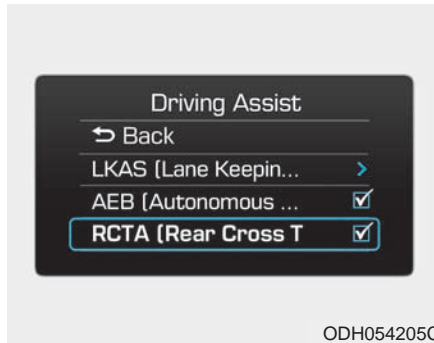 Driving Assist
Back
LKAS (Lane Keepin...
AEB (Autonomous ...
RCTA (Rear Cross T
ODH054205C